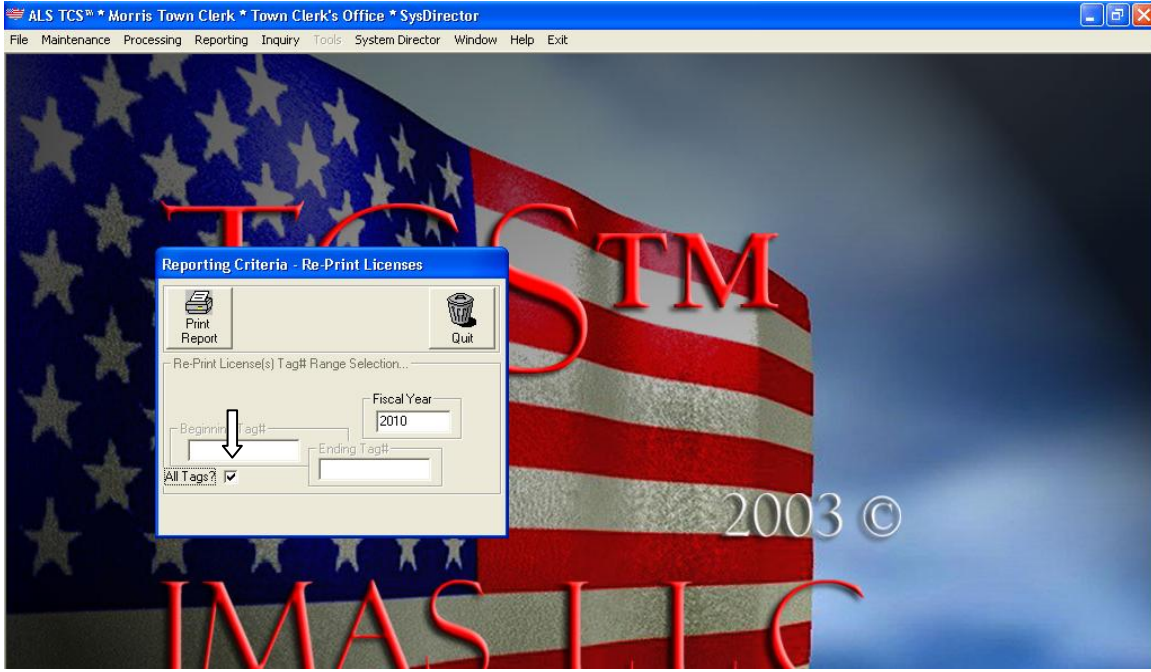 ALS TCS™ * Morris Town Clerk * Town Clerk's Office * SysDirector
File Maintenance Processing Reporting Inquiry Tools System Director Window Help Exit
TCS™
Reporting Criteria - Re-Print Licenses
Print
Report
Quit
Re-Print License(s) Tag# Range Selection...
Fiscal Year
2010
Beginning Tag#
Ending Tag#
All Tags?
2003 ©
IMAS LLC